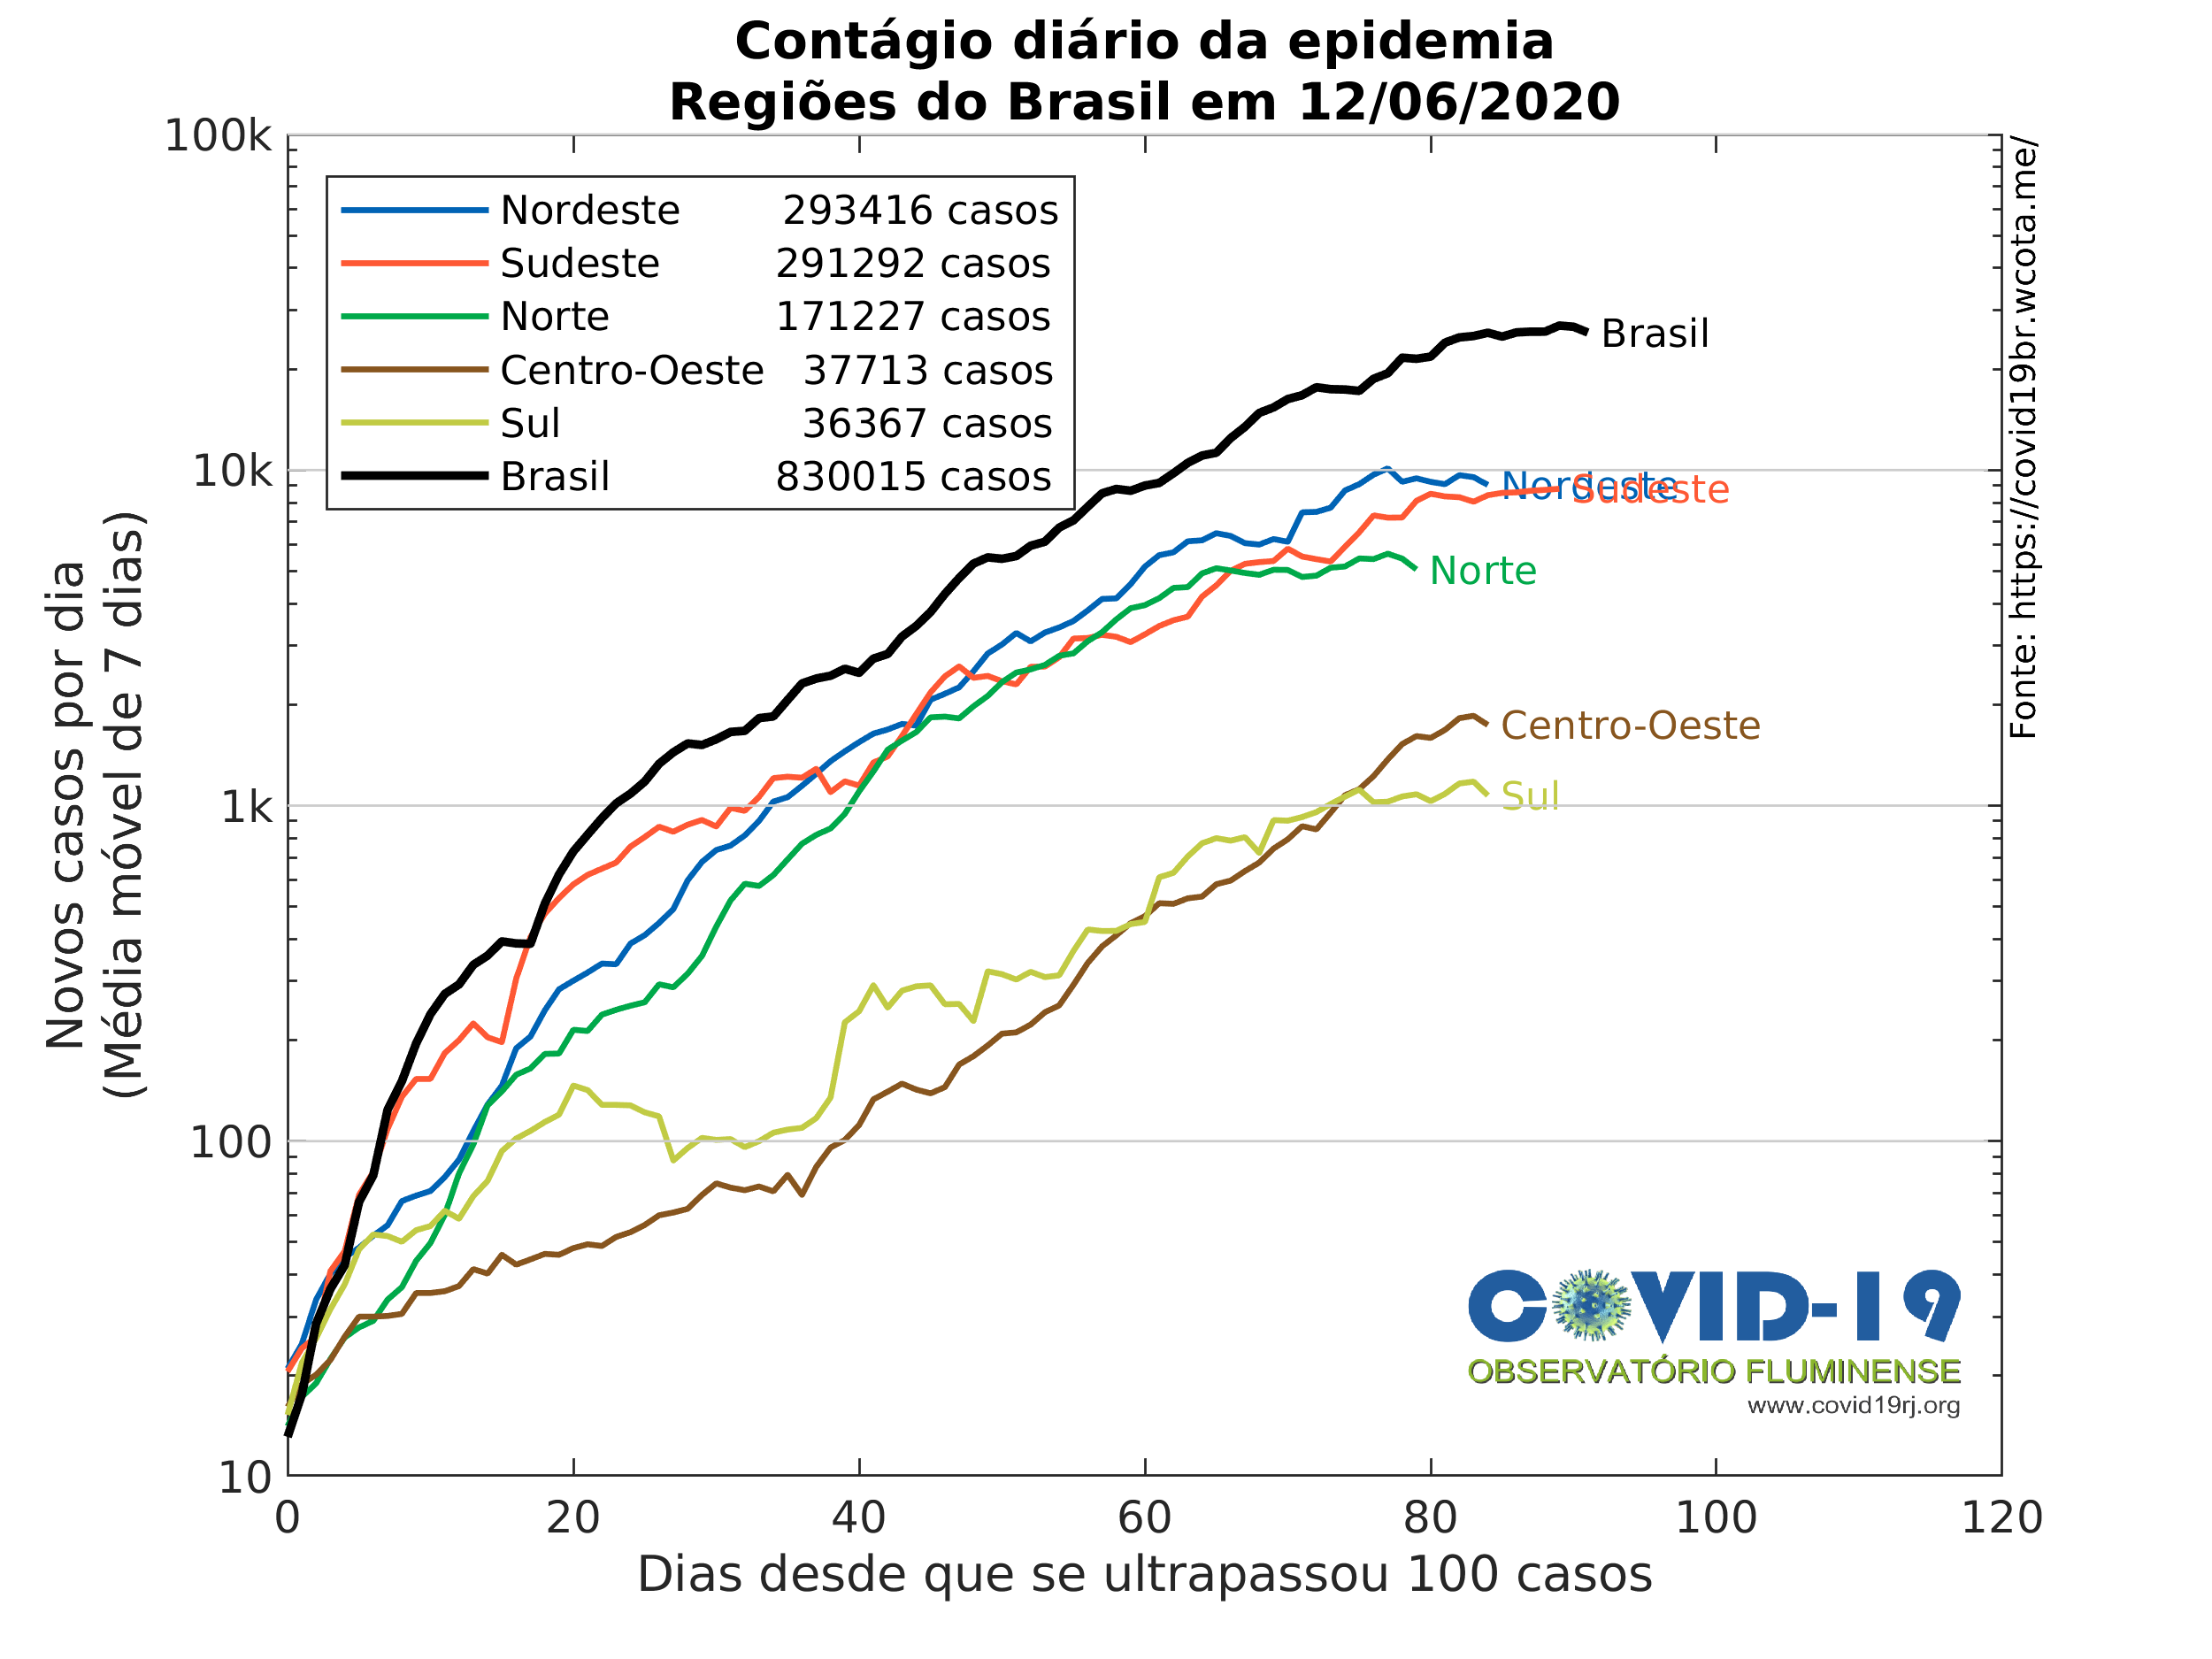 Contágio diário da epidemia
Regiões do Brasil em 12/06/2020
100k
10k
1k
100
10
Novos casos por dia
(Média móvel de 7 dias)
Nordeste 293416 casos
Sudeste 291292 casos
Norte 171227 casos
Centro-Oeste 37713 casos
Sul 36367 casos
Brasil 830015 casos
Brasil
Nordeste
Sudeste
Norte
Centro-Oeste
Sul
Fonte: https://covid19br.wcota.me/
COVID-19
OBSERVATÓRIO FLUMINENSE
www.covid19rj.org
0 20 40 60 80 100 120
Dias desde que se ultrapassou 100 casos